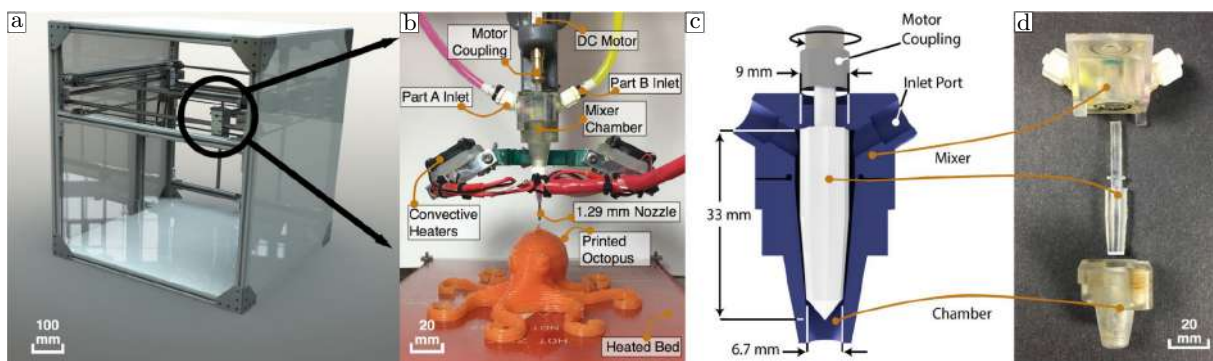 a
100
mm
b
Motor
Coupling
DC Motor
Part A Inlet
Part B Inlet
Mixer
Chamber
Convective
Heaters
1.29 mm Nozzle
Printed
Octopus
20
mm
Heated Bed
c
Motor
Coupling
9 mm
Inlet Port
Mixer
33 mm
Chamber
6.7 mm
d
20
mm